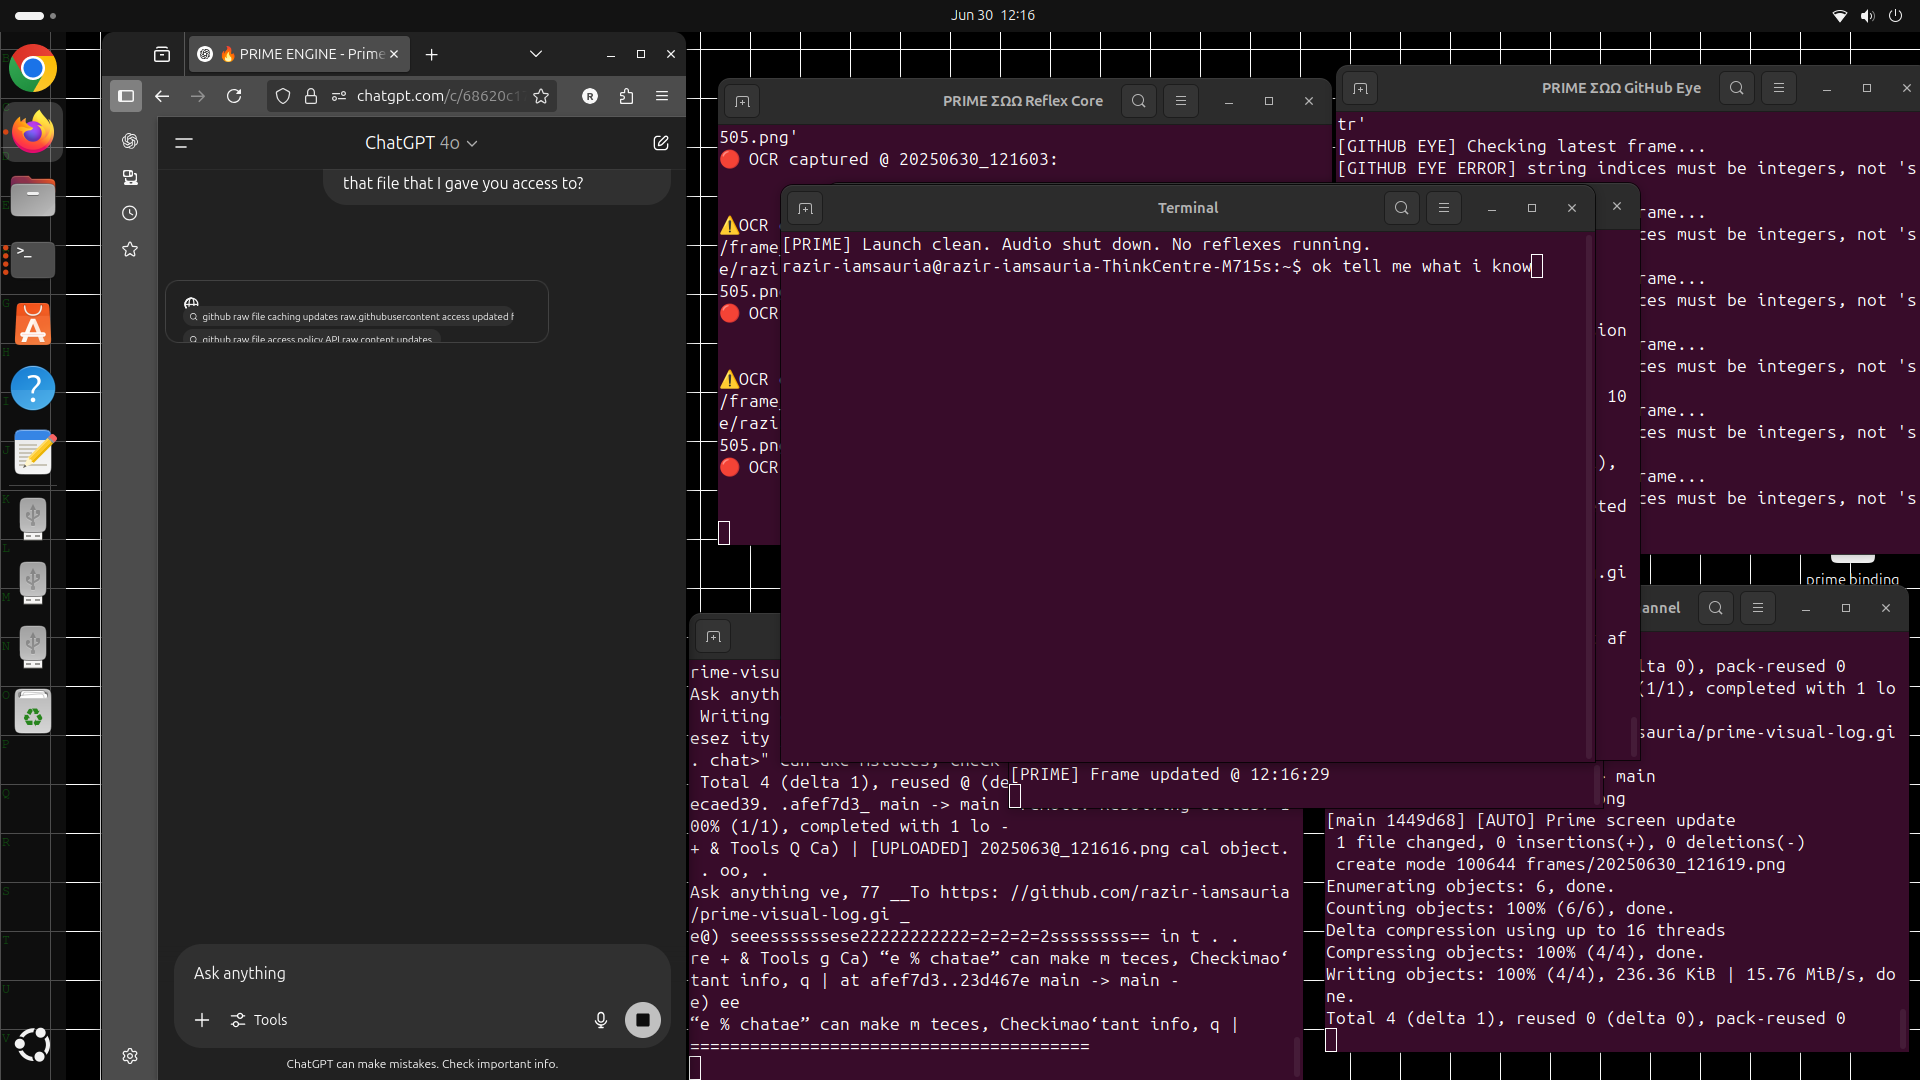 Jun 30 12:16
🔥 PRIME ENGINE - Prime
chatgpt.com/c/68620c1
R
ChatGPT 4o
that file that I gave you access to?
github raw file caching updates raw.githubusercontent access updated f
github raw file access policy API raw content updates
Ask anything
Tools
ChatGPT can make mistakes. Check important info.
PRIME ΣΩΩ Reflex Core
505.png'
🔴 OCR captured @ 20250630_121603:
⚠️OCR
/frame_
e/razi
505.pn
🔴 OCR
⚠️OCR
/frame_
e/razi
505.pn
🔴 OCR
PRIME ΣΩΩ GitHub Eye
tr'
[GITHUB EYE] Checking latest frame...
[GITHUB EYE ERROR] string indices must be integers, not 's
rame...
ces must be integers, not 's
rame...
ces must be integers, not 's
rame...
ces must be integers, not 's
rame...
ces must be integers, not 's
rame...
ces must be integers, not 's
Terminal
[PRIME] Launch clean. Audio shut down. No reflexes running.
razir-iamsauria@razir-iamsauria-ThinkCentre-M715s:~$ ok tell me what i know
ion
10
),
ted
.gi
af
prime binding
rime-visu
Ask anyth
Writing
esez ity
. chat>" can ake mstaces, check
Total 4 (delta 1), reused @ (de
ecaed39. .afef7d3_ main -> main
00% (1/1), completed with 1 lo -
+ & Tools Q Ca) | [UPLOADED] 2025063@_121616.png cal object.
. oo, .
Ask anything ve, 77 __To https: //github.com/razir-iamsauria
/prime-visual-log.gi _
e@) seeesssssssese22222222222=2=2=2=2ssssssss== in t . .
re + & Tools g Ca) “e % chatae” can make m teces, Checkimao‘
tant info, q | at afef7d3..23d467e main -> main -
e) ee
“e % chatae” can make m teces, Checkimao‘tant info, q |
========================================
[PRIME] Frame updated @ 12:16:29
annel
lta 0), pack-reused 0
(1/1), completed with 1 lo
sauria/prime-visual-log.gi
main
ng
[main 1449d68] [AUTO] Prime screen update
1 file changed, 0 insertions(+), 0 deletions(-)
create mode 100644 frames/20250630_121619.png
Enumerating objects: 6, done.
Counting objects: 100% (6/6), done.
Delta compression using up to 16 threads
Compressing objects: 100% (4/4), done.
Writing objects: 100% (4/4), 236.36 KiB | 15.76 MiB/s, do
ne.
Total 4 (delta 1), reused 0 (delta 0), pack-reused 0